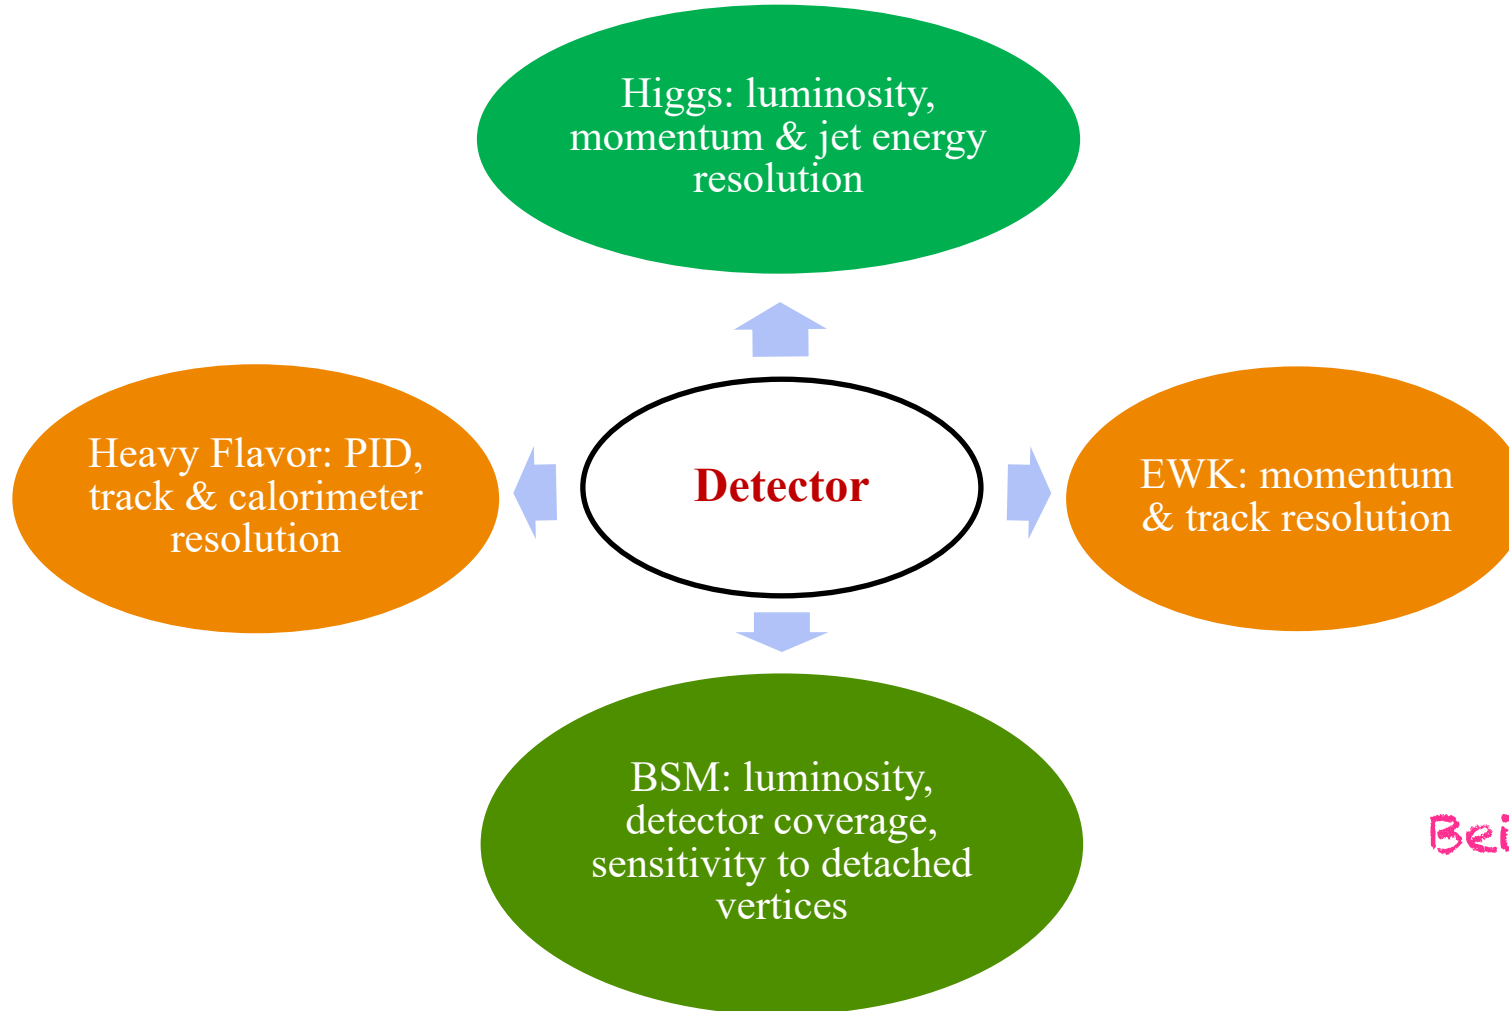 Higgs: luminosity,
momentum & jet energy
resolution
Heavy Flavor: PID,
track & calorimeter
resolution
Detector
EWK: momentum
& track resolution
BSM: luminosity,
detector coverage,
sensitivity to detached
vertices